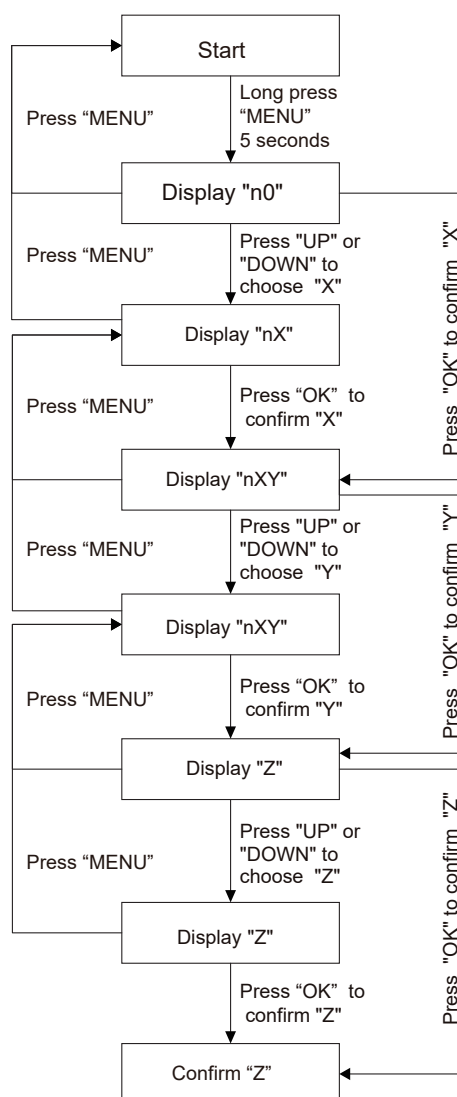 Start
Press “MENU”
Long press
“MENU”
5 seconds
Display "n0"
Press “MENU”
Press "UP" or
"DOWN" to
choose "X"
Press "OK" to confirm "X"
Display "nX"
Press “MENU”
Press “OK” to
confirm "X"
Display "nXY"
Press “MENU”
Press "UP" or
"DOWN" to
choose "Y"
Press "OK" to confirm "Y"
Display "nXY"
Press “MENU”
Press “OK” to
confirm "Y"
Display "Z"
Press “MENU”
Press "UP" or
"DOWN" to
choose "Z"
Press "OK" to confirm "Z"
Display "Z"
Press “OK” to
confirm "Z"
Confirm “Z”